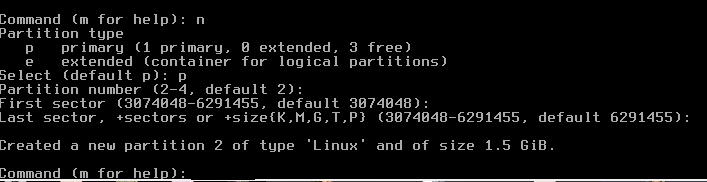 Command (m for help): n
Partition type
   p   primary (1 primary, 0 extended, 3 free)
   e   extended (container for logical partitions)
Select (default p): p
Partition number (2-4, default 2):
First sector (3074048-6291455, default 3074048):
Last sector, +sectors or +size{K,M,G,T,P} (3074048-6291455, default 6291455):
Created a new partition 2 of type 'Linux' and of size 1.5 GiB.
Command (m for help):